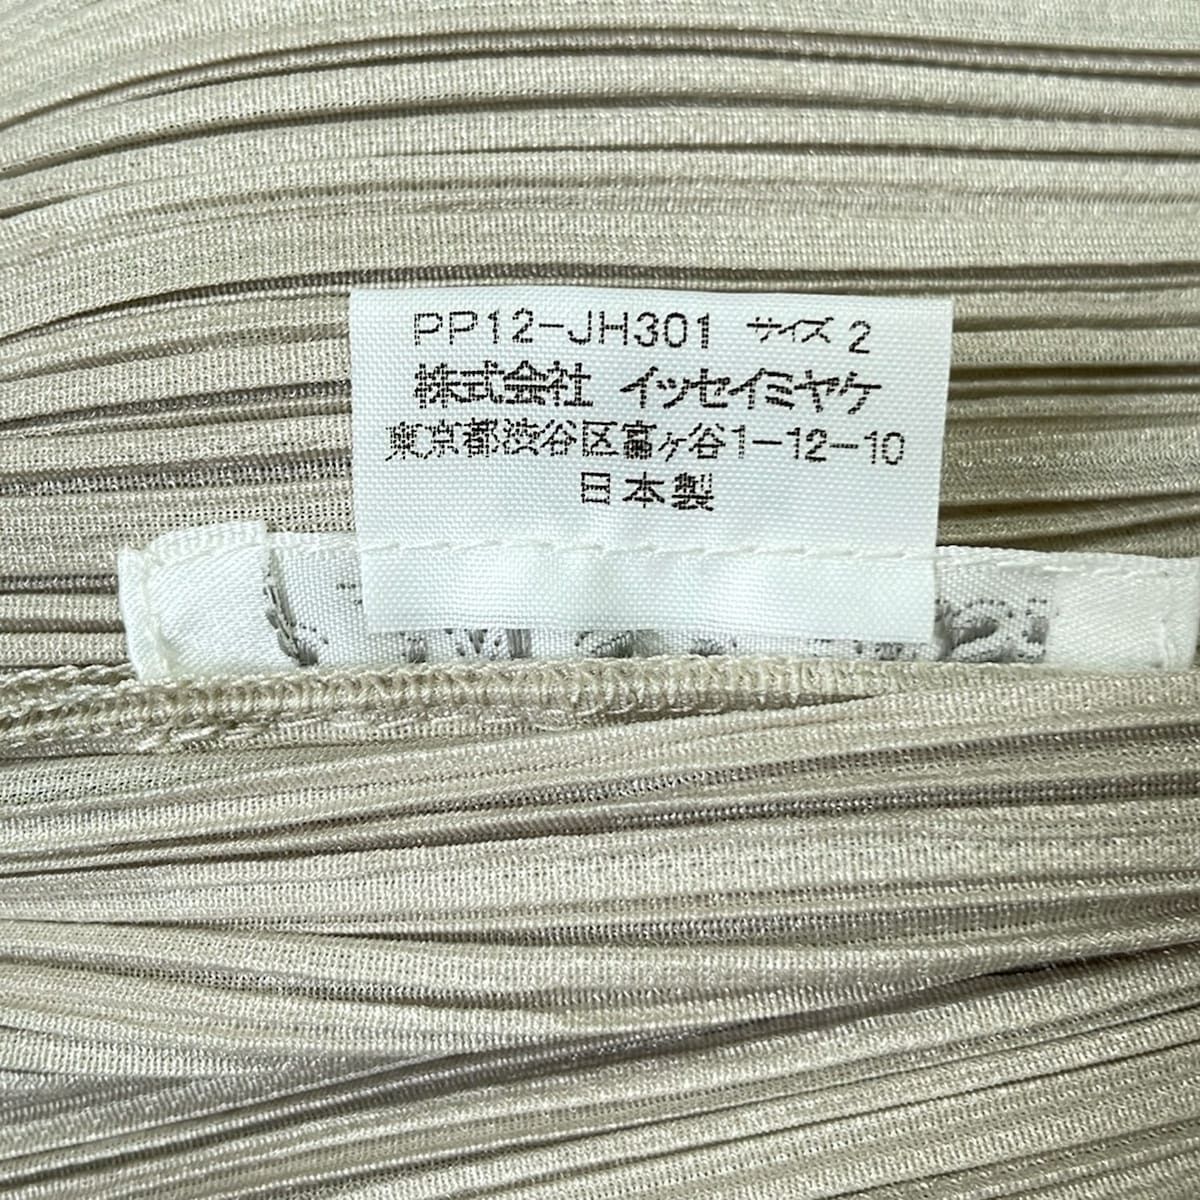 PP12-JH301 サイズ 2
株式会社 イッセイミヤケ
東京都渋谷区富ヶ谷1-12-10
日本製